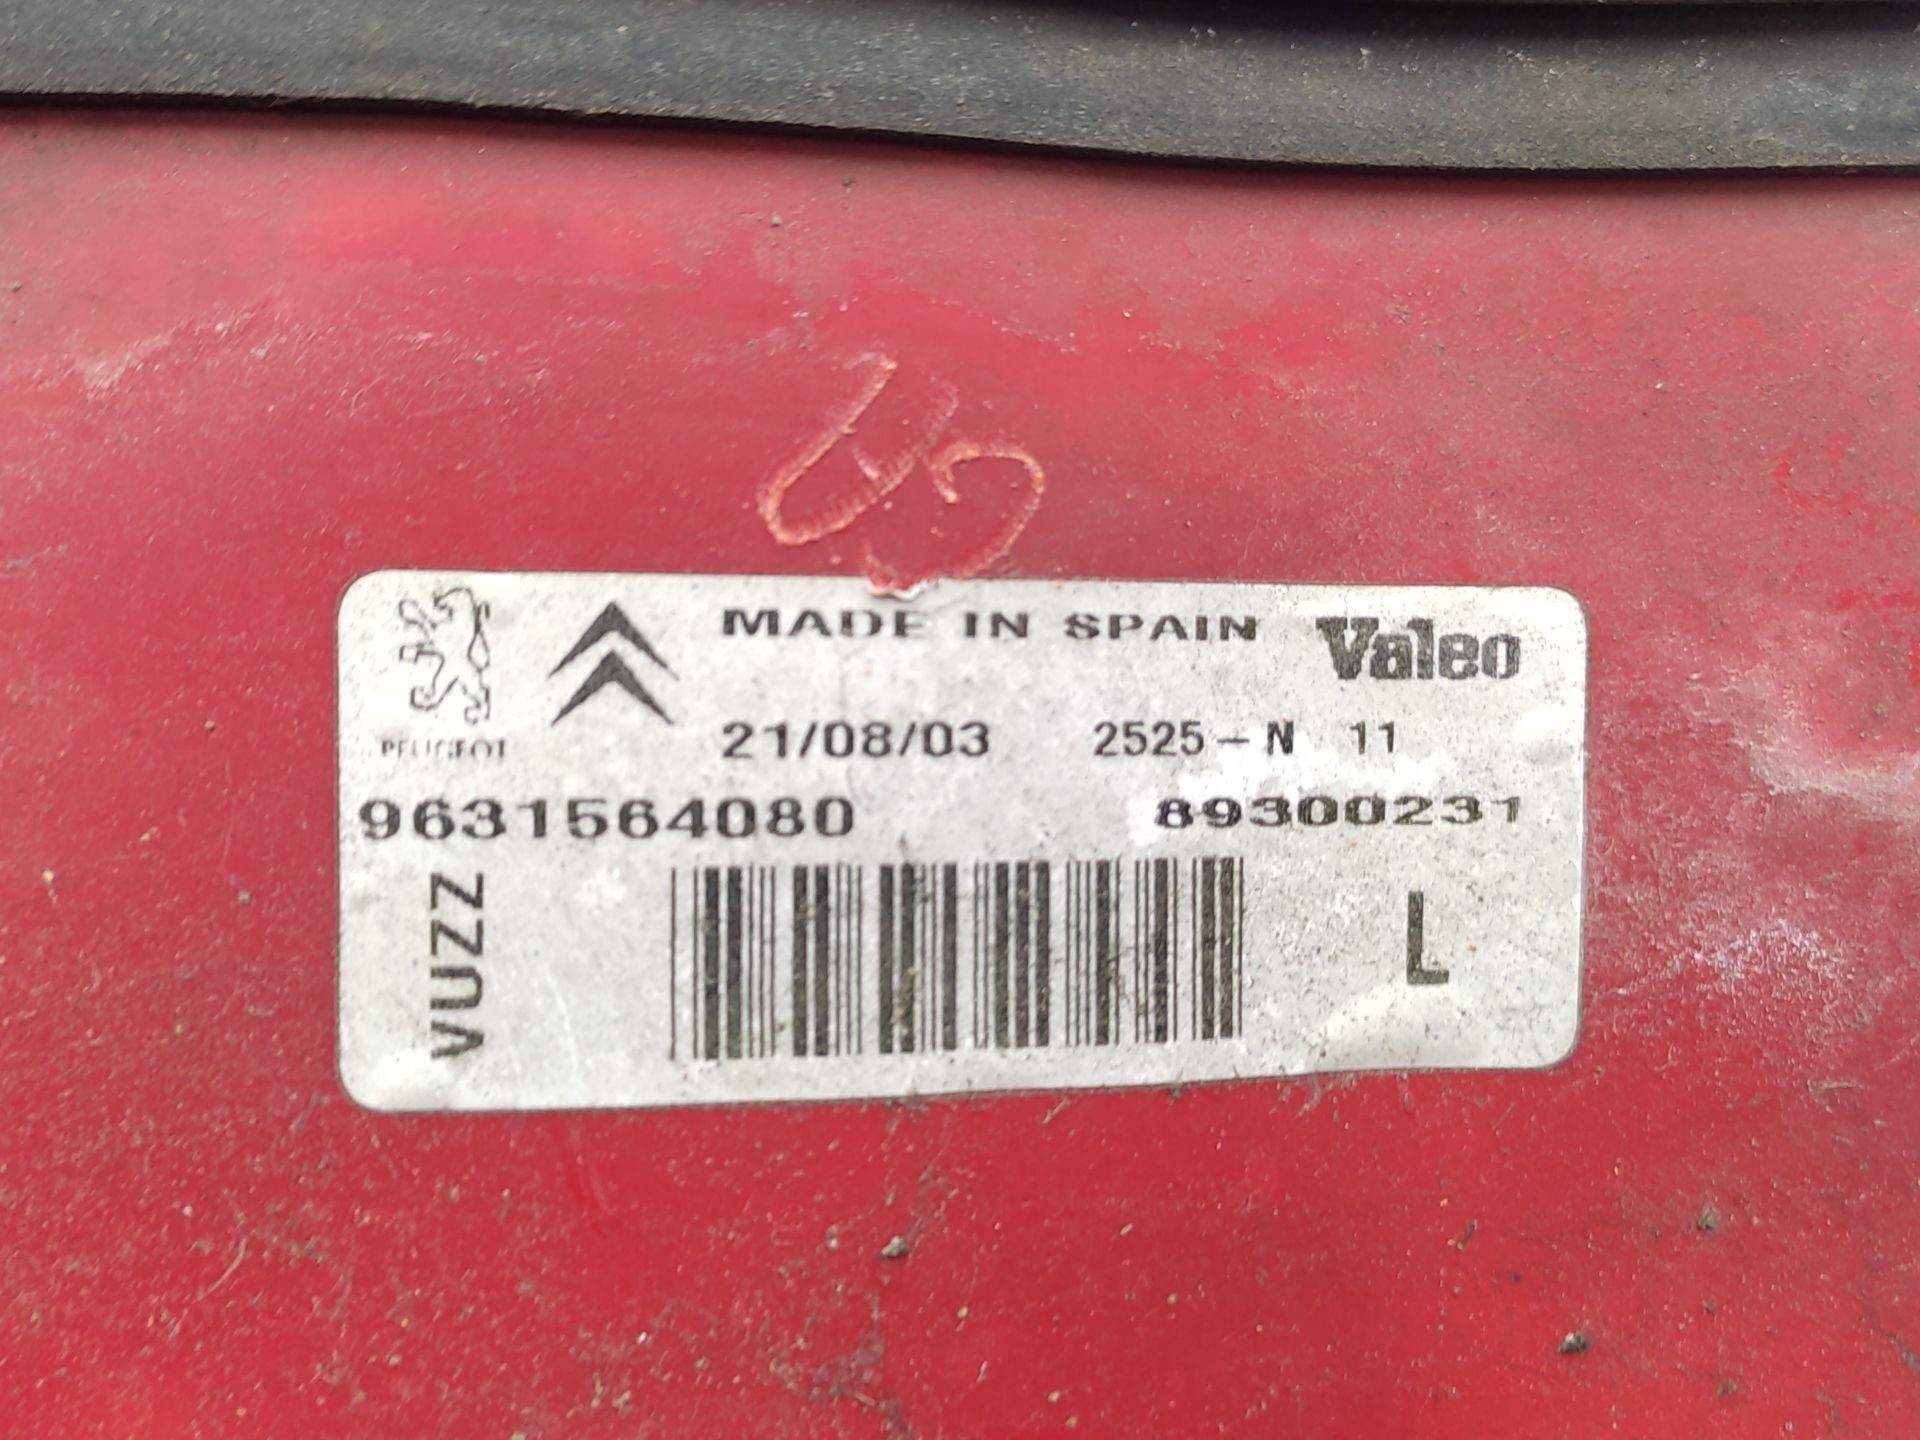 MADE IN SPAIN Valeo
PEUGEOT 21/08/03 2525-N 11
9631564080 89300231
VUZZ L